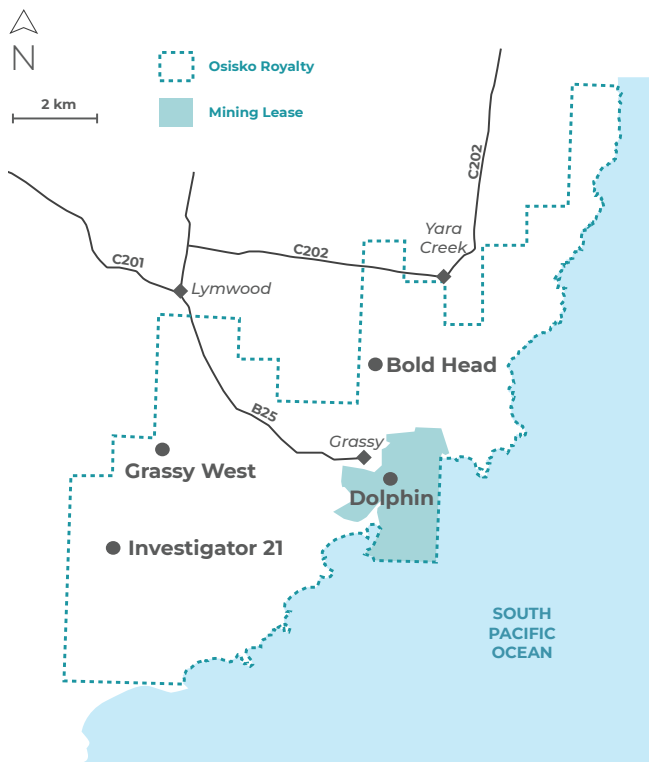 N
Osisko Royalty
2 km
Mining Lease
C202
Yara
Creek
C201
C202
Lymwood
Bold Head
B25
Grassy
Grassy West
Dolphin
Investigator 21
SOUTH
PACIFIC
OCEAN